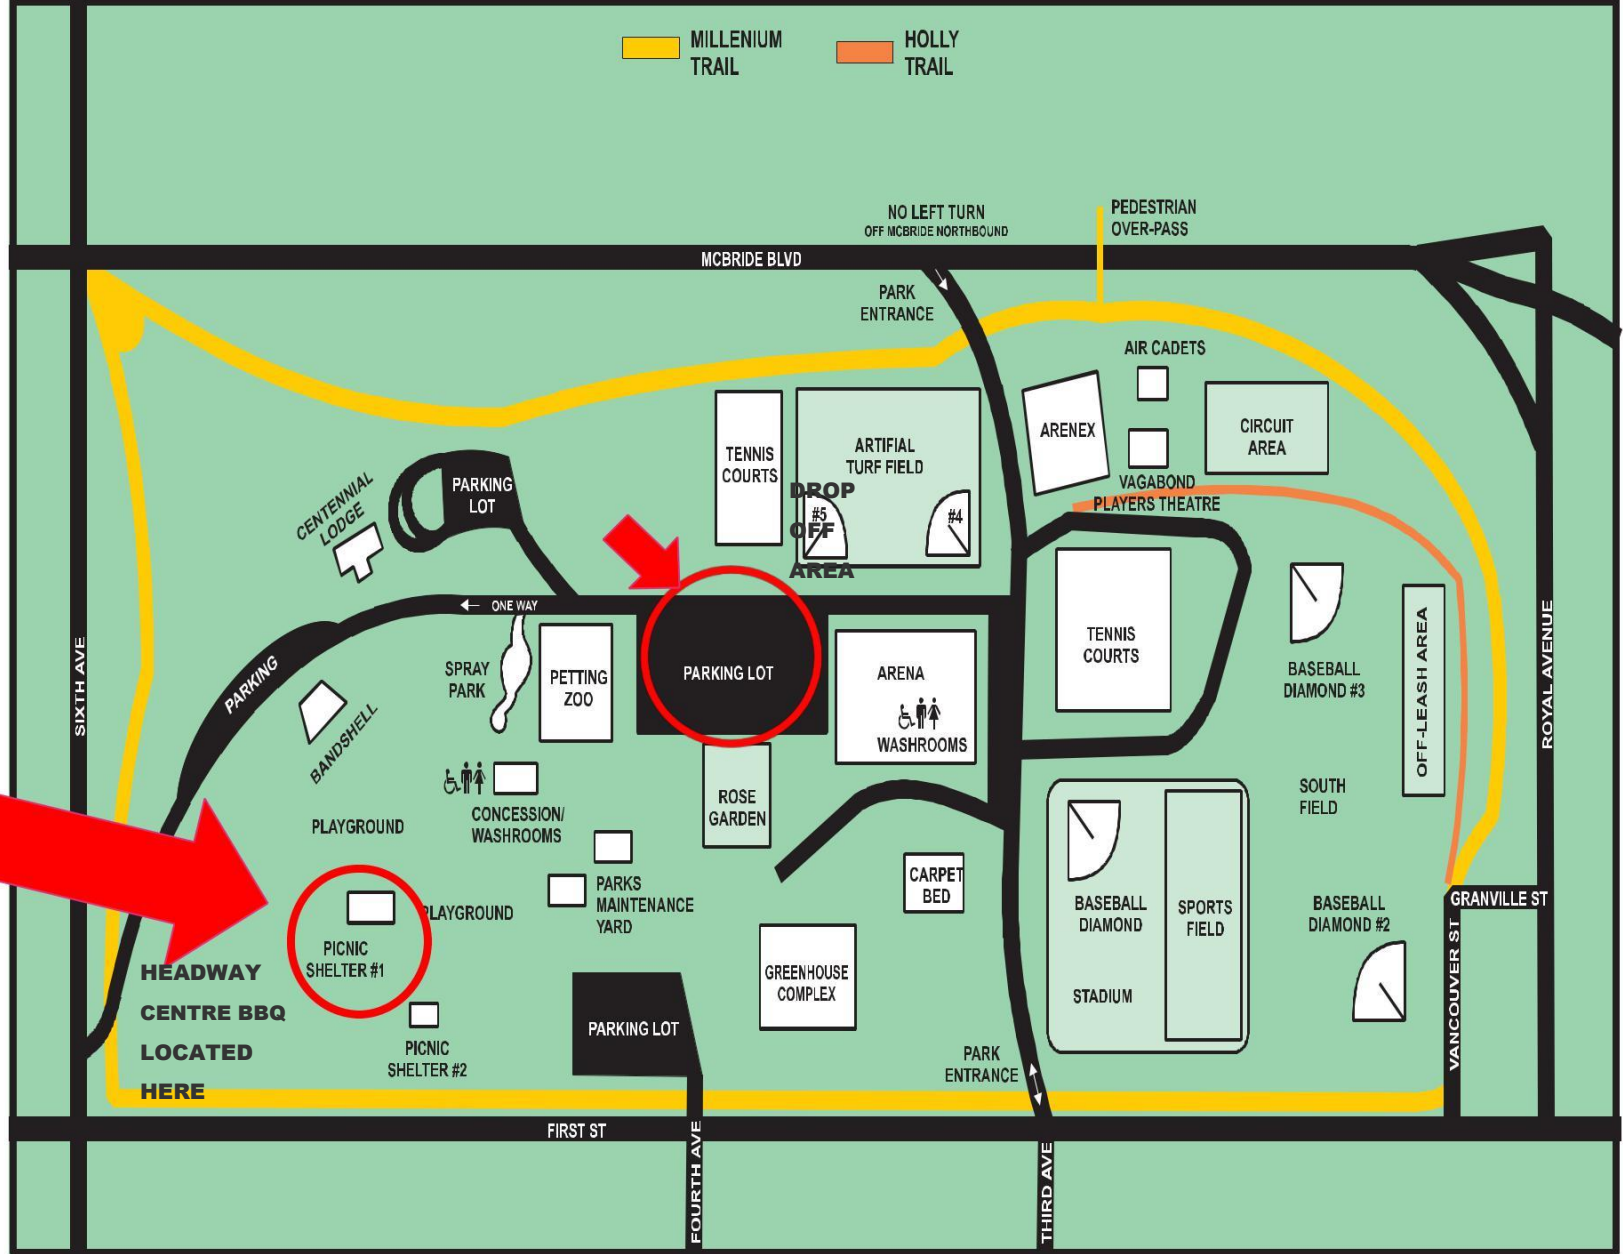 MILLENIUM
TRAIL
HOLLY
TRAIL
NO LEFT TURN
OFF MCBRIDE NORTHBOUND
PEDESTRIAN
OVER-PASS
MCBRIDE BLVD
PARK
ENTRANCE
AIR CADETS
ARENEX
CIRCUIT
AREA
VAGABOND
PLAYERS THEATRE
TENNIS
COURTS
ARTIFIAL
TURF FIELD
#5
#4
DROP
OFF
AREA
CENTENNIAL
LODGE
PARKING
LOT
ONE WAY
SIXTH AVE
PARKING
BANDSHELL
SPRAY
PARK
PETTING
ZOO
PARKING LOT
ARENA
WASHROOMS
TENNIS
COURTS
BASEBALL
DIAMOND #3
OFF-LEASH AREA
ROYAL AVENUE
ROSE
GARDEN
SOUTH
FIELD
PLAYGROUND
CONCESSION/
WASHROOMS
PARKS
MAINTENANCE
YARD
CARPET
BED
PLAYGROUND
BASEBALL
DIAMOND
SPORTS
FIELD
STADIUM
BASEBALL
DIAMOND #2
GRANVILLE ST
VANCOUVER ST
PICNIC
SHELTER #1
HEADWAY
CENTRE BBQ
LOCATED
HERE
PICNIC
SHELTER #2
PARKING LOT
GREENHOUSE
COMPLEX
PARK
ENTRANCE
FIRST ST
FOURTH AVE
THIRD AVE